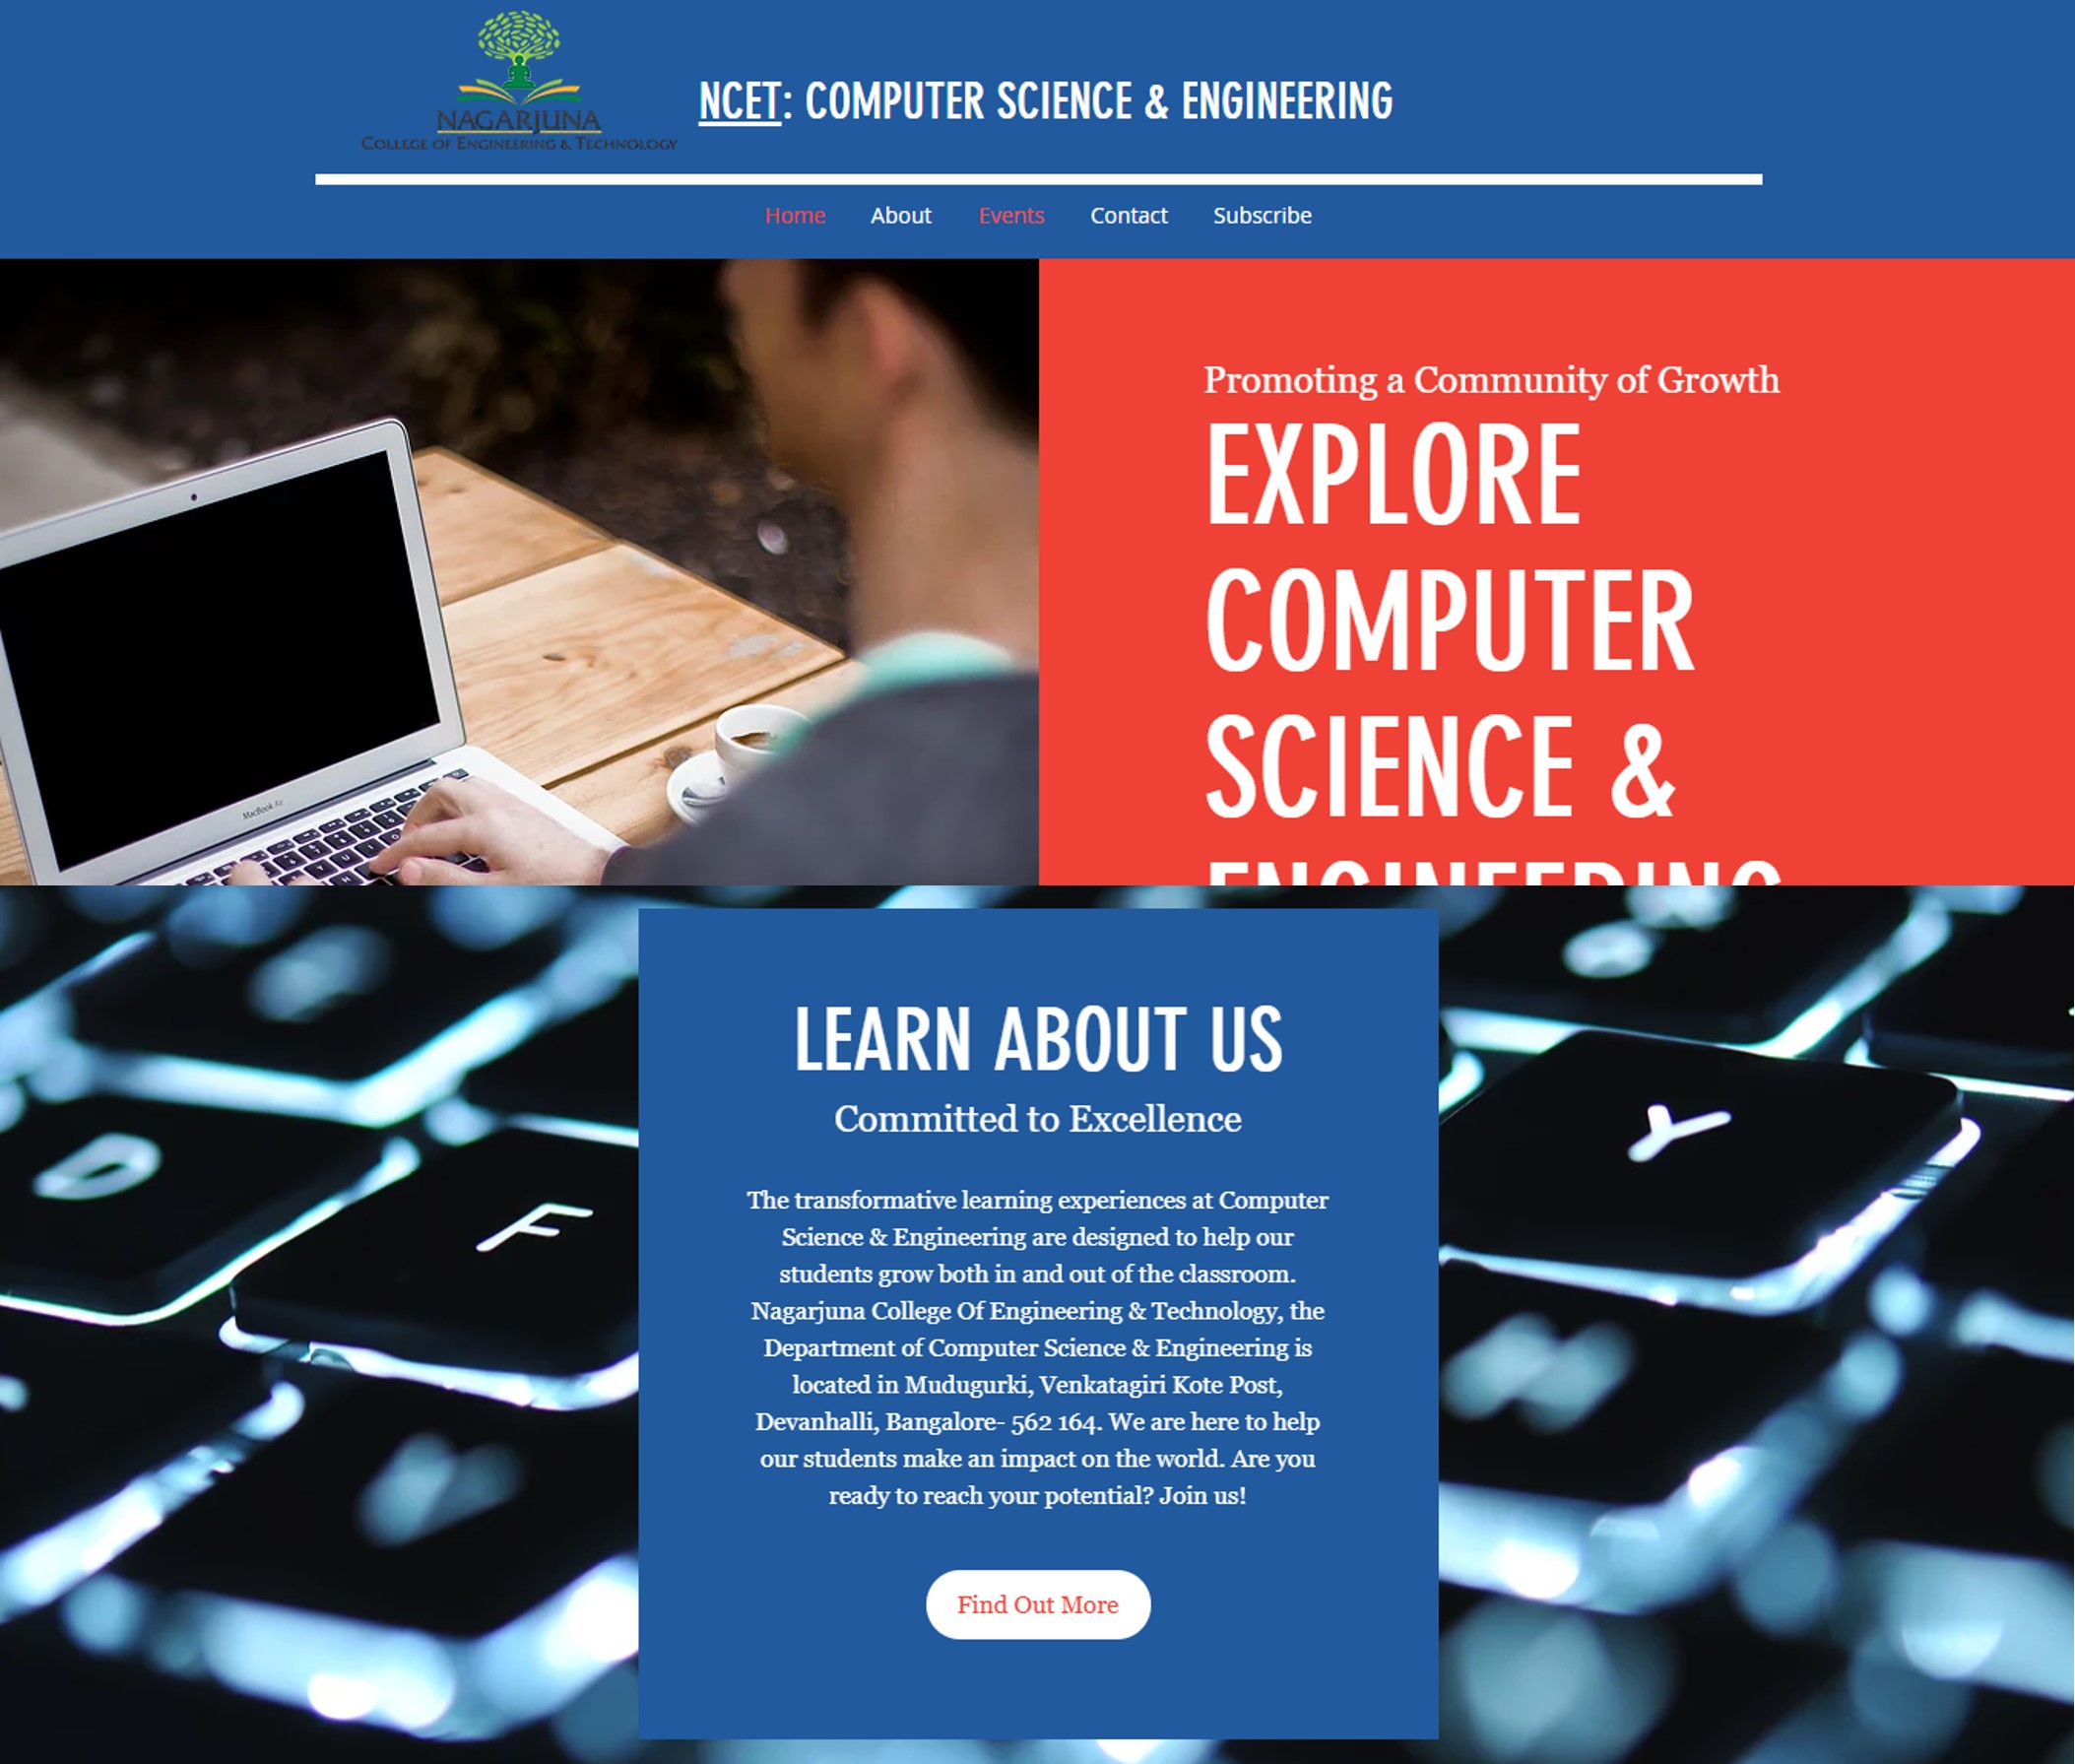 NAGARJUNA
COLLEGE OF ENGINEERING & TECHNOLOGY
NCET: COMPUTER SCIENCE & ENGINEERING
Home About Events Contact Subscribe
Promoting a Community of Growth
EXPLORE
COMPUTER
SCIENCE &
ENGINEERING
MacBook Air
LEARN ABOUT US
Committed to Excellence
The transformative learning experiences at Computer
Science & Engineering are designed to help our
students grow both in and out of the classroom.
Nagarjuna College Of Engineering & Technology, the
Department of Computer Science & Engineering is
located in Mudugurki, Venkatagiri Kote Post,
Devanhalli, Bangalore- 562 164. We are here to help
our students make an impact on the world. Are you
ready to reach your potential? Join us!
Find Out More
D
F
Y